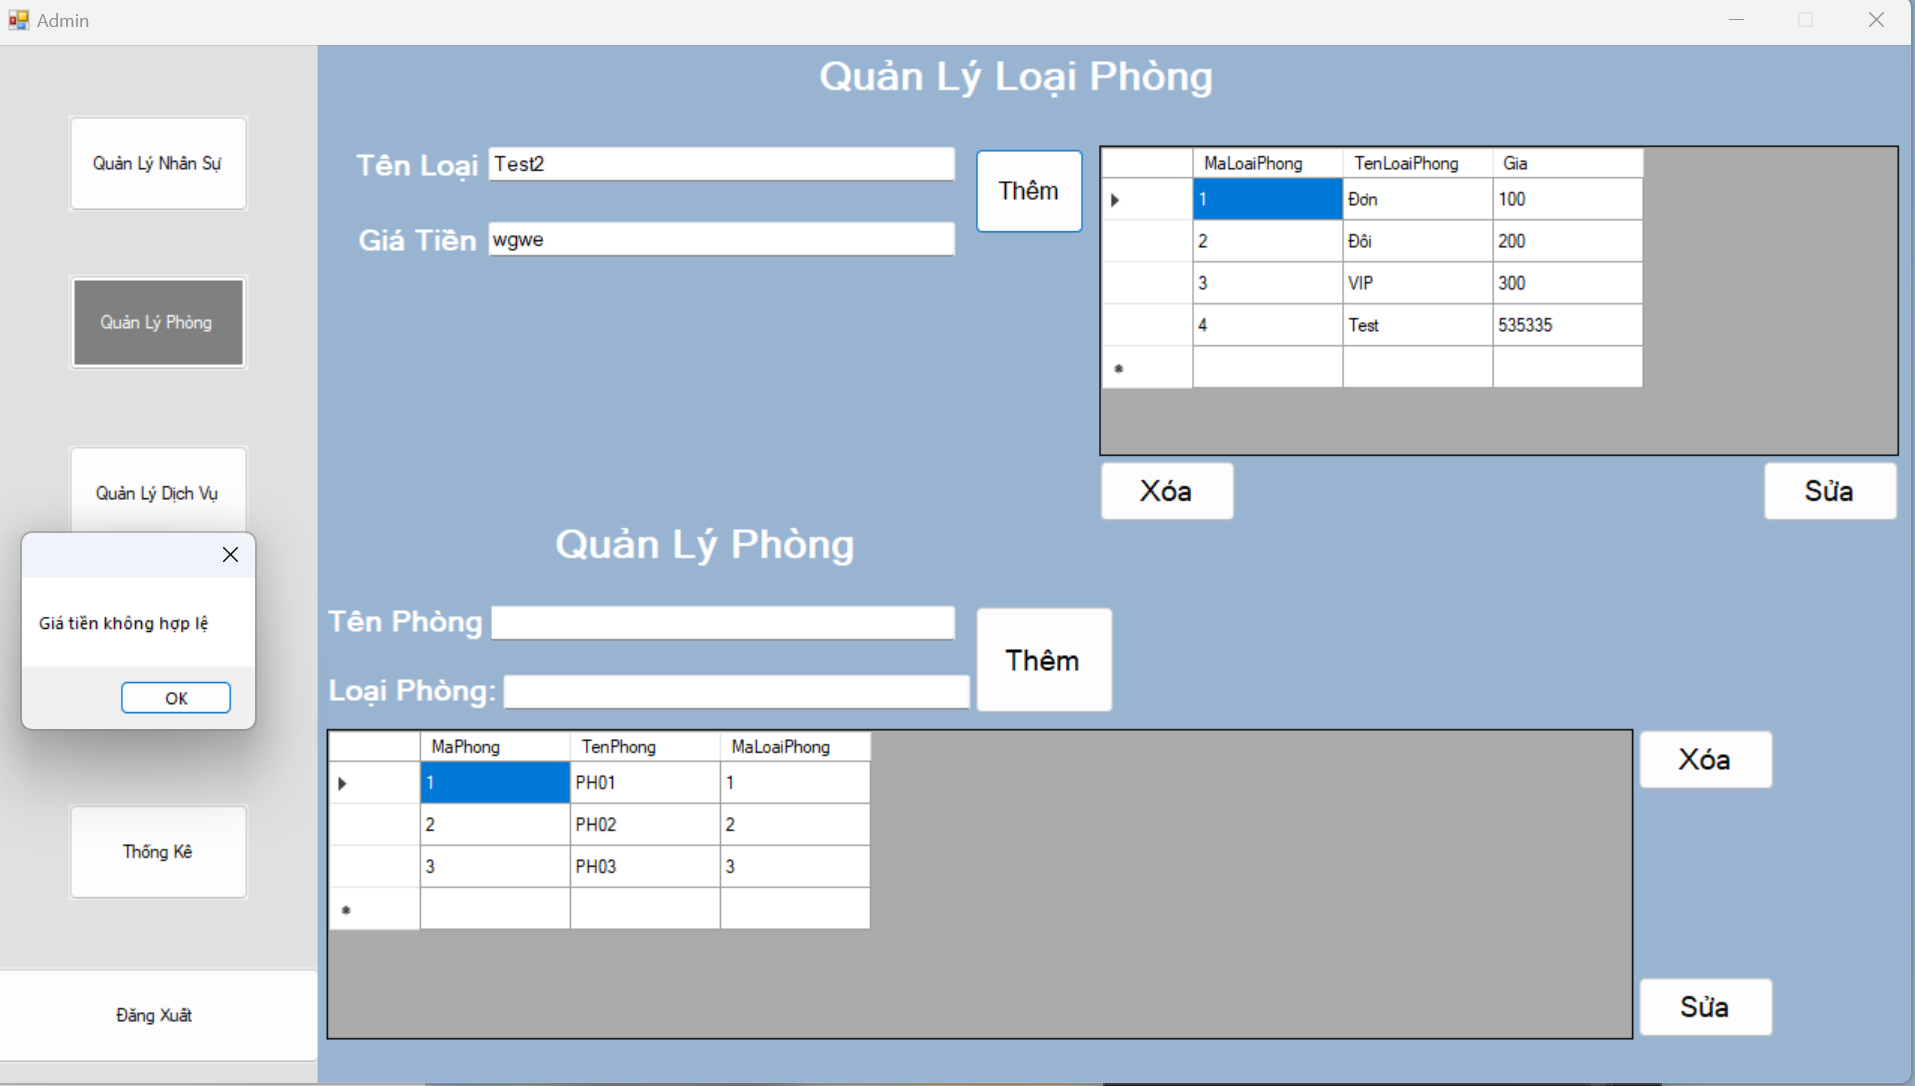 Admin
Quản Lý Nhân Sự
Quản Lý Phòng
Quản Lý Dịch Vụ
Giá tiền không hợp lệ
OK
Thống Kê
Đăng Xuất
Quản Lý Loại Phòng
Tên Loại Test2
Giá Tiền wgwe
Thêm
MaLoaiPhong TenLoaiPhong Gia
1 Đơn 100
2 Đôi 200
3 VIP 300
4 Test 535335
Xóa
Sửa
Quản Lý Phòng
Tên Phòng
Loại Phòng:
Thêm
MaPhong TenPhong MaLoaiPhong
1 PH01 1
2 PH02 2
3 PH03 3
Xóa
Sửa